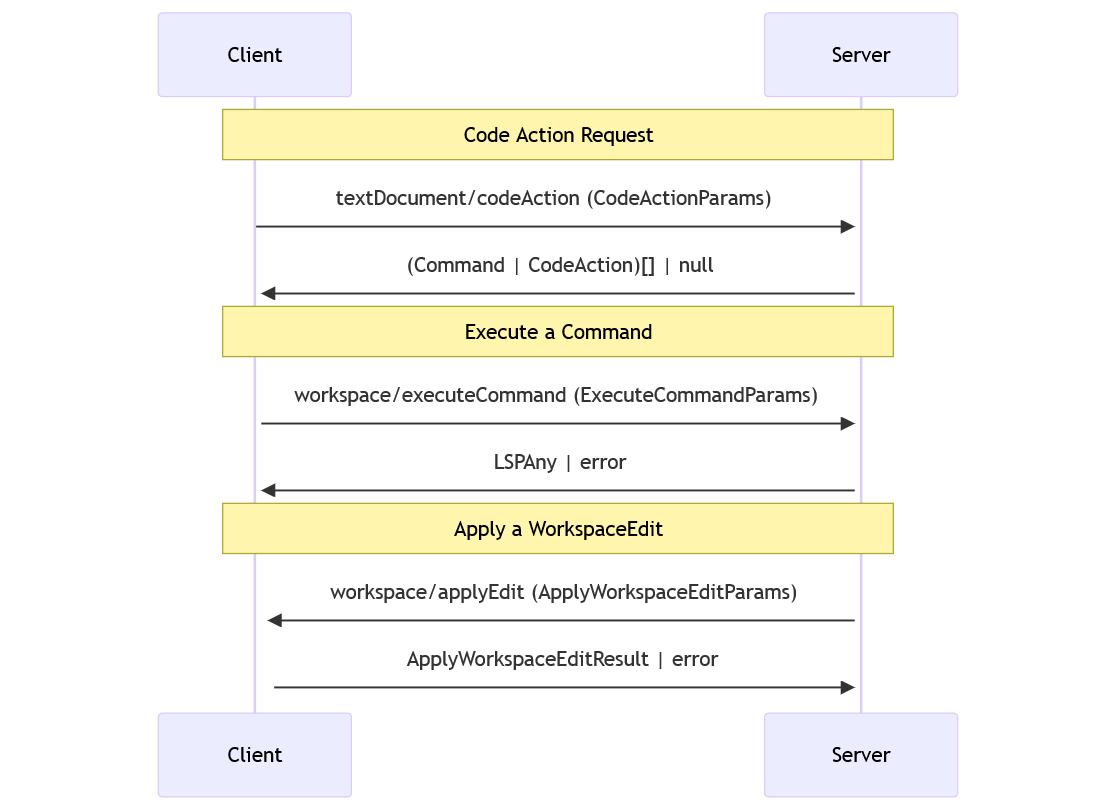 Client
Server
Code Action Request
textDocument/codeAction (CodeActionParams)
(Command | CodeAction)[] | null
Execute a Command
workspace/executeCommand (ExecuteCommandParams)
LSPAny | error
Apply a WorkspaceEdit
workspace/applyEdit (ApplyWorkspaceEditParams)
ApplyWorkspaceEditResult | error
Client
Server